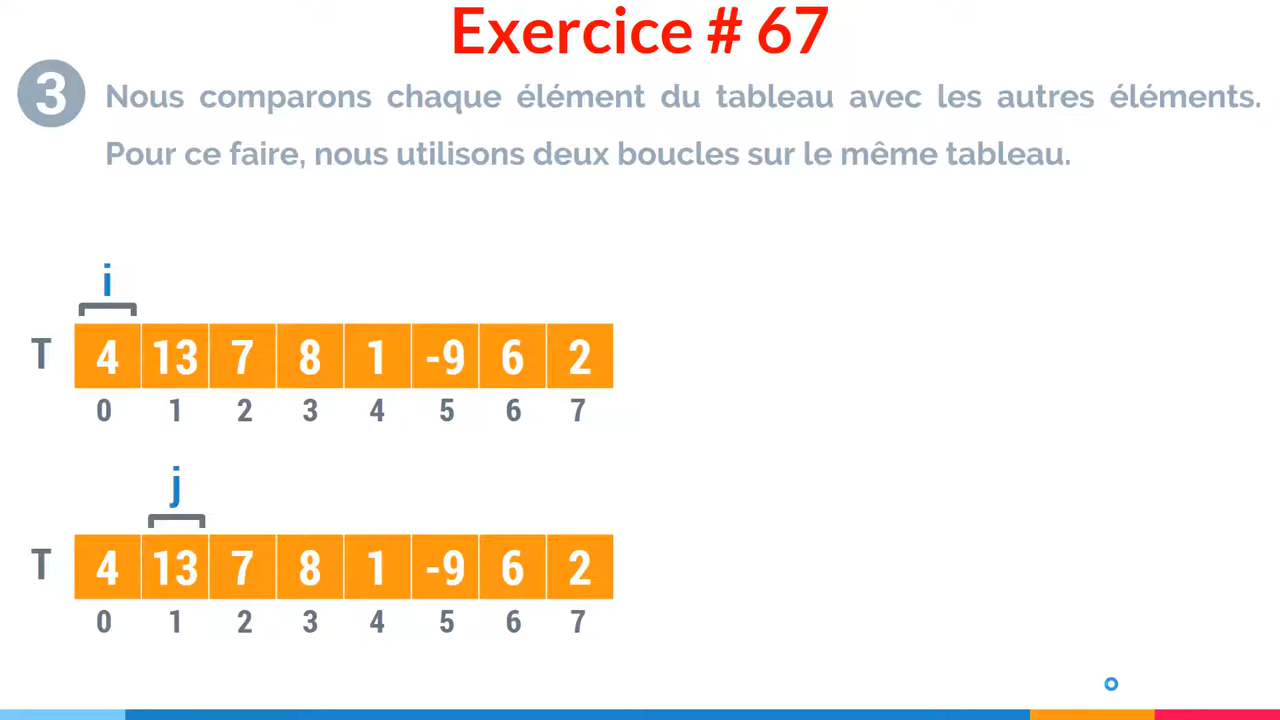 Exercice # 67
3 Nous comparons chaque élément du tableau avec les autres éléments.
Pour ce faire, nous utilisons deux boucles sur le même tableau.
i
T 4 13 7 8 1 -9 6 2
0 1 2 3 4 5 6 7
j
T 4 13 7 8 1 -9 6 2
0 1 2 3 4 5 6 7